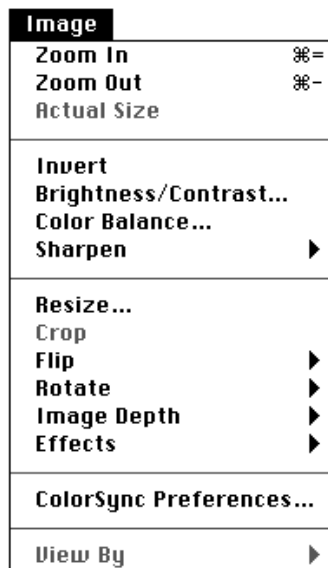 Image
Zoom In ⌘=
Zoom Out ⌘-
Actual Size
Invert
Brightness/Contrast...
Color Balance...
Sharpen
Resize...
Crop
Flip
Rotate
Image Depth
Effects
ColorSync Preferences...
View By